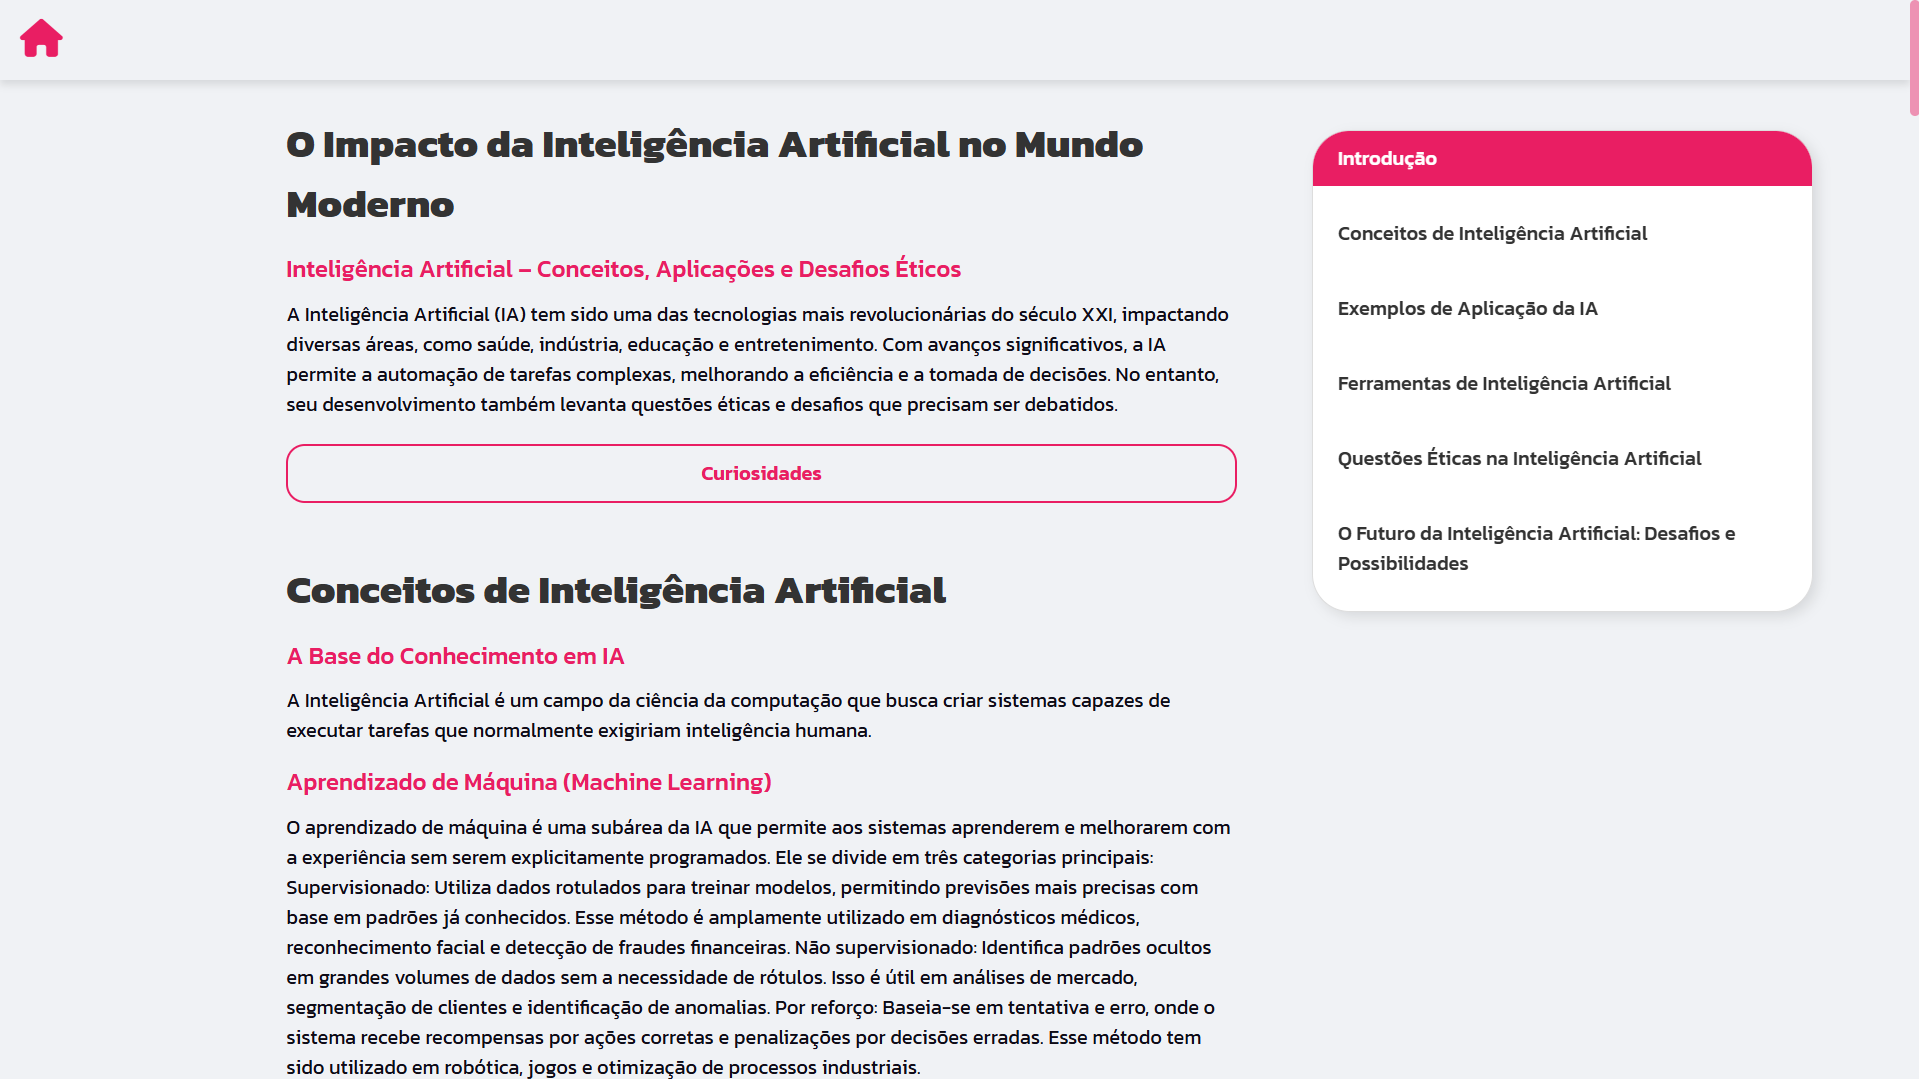 O Impacto da Inteligência Artificial no Mundo
Moderno
Inteligência Artificial – Conceitos, Aplicações e Desafios Éticos
A Inteligência Artificial (IA) tem sido uma das tecnologias mais revolucionárias do século XXI, impactando
diversas áreas, como saúde, indústria, educação e entretenimento. Com avanços significativos, a IA
permite a automação de tarefas complexas, melhorando a eficiência e a tomada de decisões. No entanto,
seu desenvolvimento também levanta questões éticas e desafios que precisam ser debatidos.
Curiosidades
Conceitos de Inteligência Artificial
A Base do Conhecimento em IA
A Inteligência Artificial é um campo da ciência da computação que busca criar sistemas capazes de
executar tarefas que normalmente exigiriam inteligência humana.
Aprendizado de Máquina (Machine Learning)
O aprendizado de máquina é uma subárea da IA que permite aos sistemas aprenderem e melhorarem com
a experiência sem serem explicitamente programados. Ele se divide em três categorias principais:
Supervisionado: Utiliza dados rotulados para treinar modelos, permitindo previsões mais precisas com
base em padrões já conhecidos. Esse método é amplamente utilizado em diagnósticos médicos,
reconhecimento facial e detecção de fraudes financeiras. Não supervisionado: Identifica padrões ocultos
em grandes volumes de dados sem a necessidade de rótulos. Isso é útil em análises de mercado,
segmentação de clientes e identificação de anomalias. Por reforço: Baseia-se em tentativa e erro, onde o
sistema recebe recompensas por ações corretas e penalizações por decisões erradas. Esse método tem
sido utilizado em robótica, jogos e otimização de processos industriais.
Introdução
Conceitos de Inteligência Artificial
Exemplos de Aplicação da IA
Ferramentas de Inteligência Artificial
Questões Éticas na Inteligência Artificial
O Futuro da Inteligência Artificial: Desafios e
Possibilidades